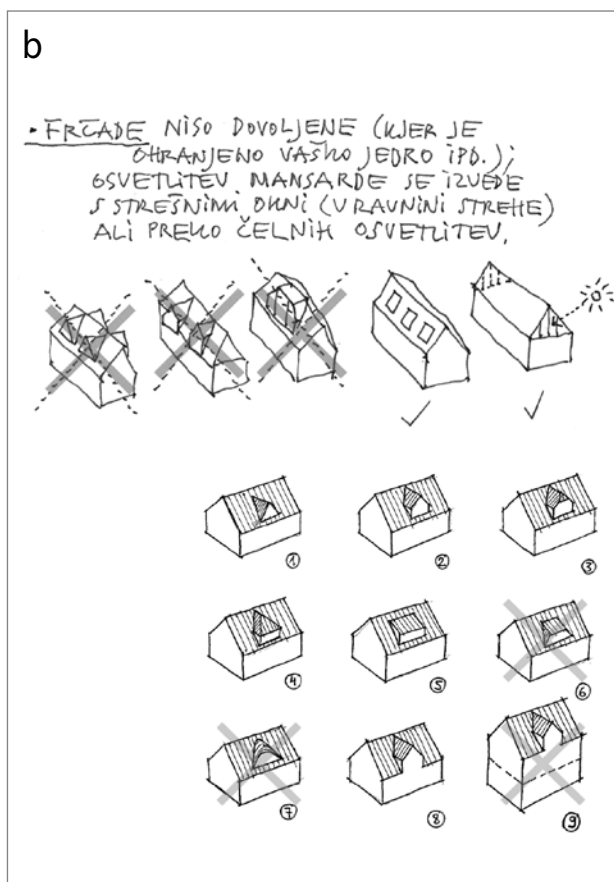 b
• FRČADE NISO DOVOLJENE (KJER JE
OHRANJENO VAŠKO JEDRO IPD.);
OSVETLITEV MANSARDE SE IZVEDE
S STREŠNIMI OKNI (V RAVNINI STREHE)
ALI PREKO ČELNIH OSVETLITEV.
1 2 3
4 5 6
7 8 9